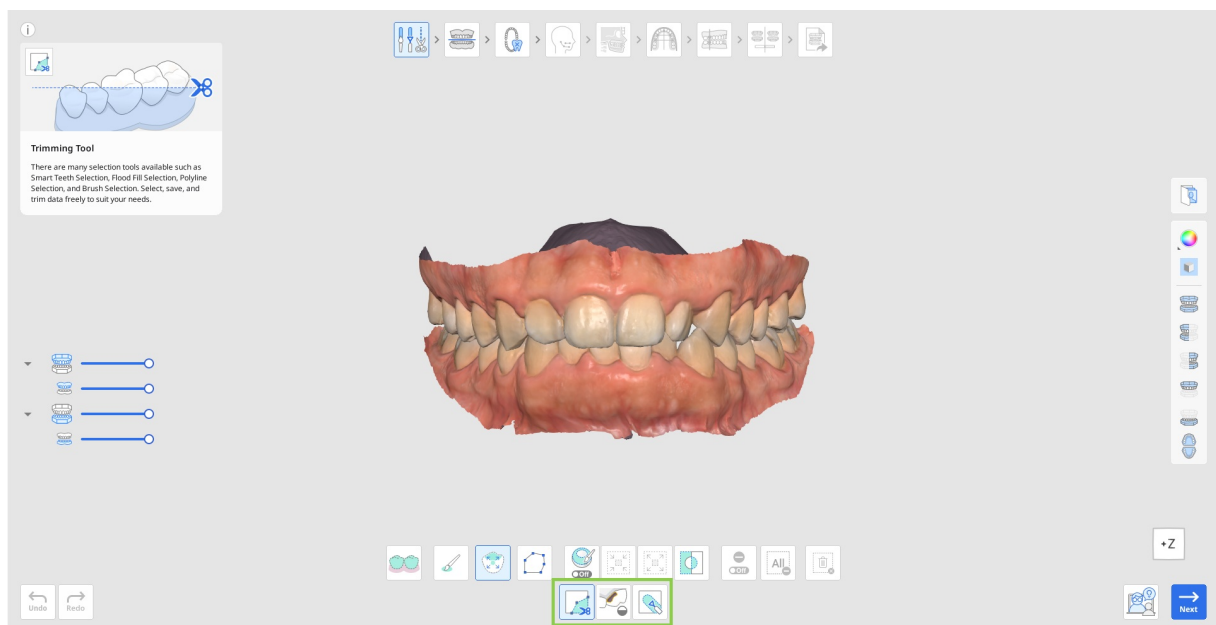 i
Trimming Tool
There are many selection tools available such as
Smart Teeth Selection, Flood Fill Selection, Polyline
Selection, and Brush Selection. Select, save, and
trim data freely to suit your needs.
+Z
Off
Off
All
Undo
Redo
Next